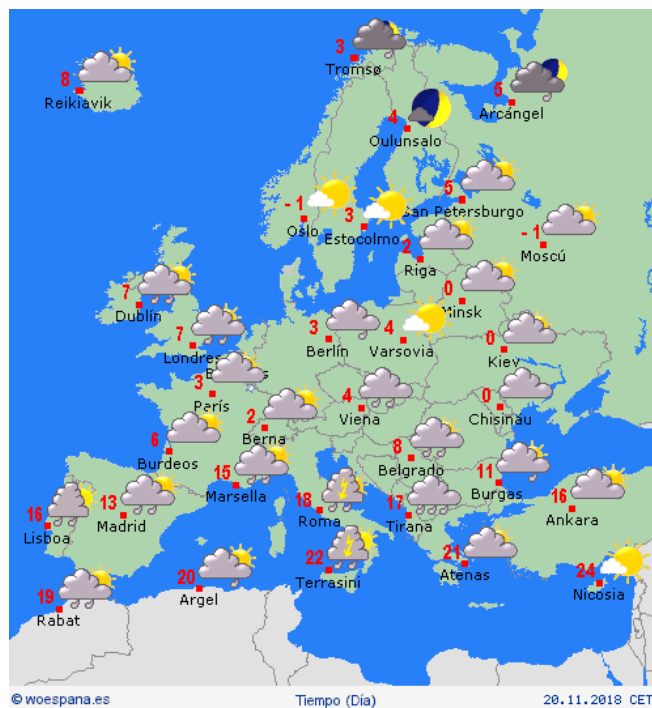 3
Tromsø
8
Reikiavik
5
Arcángel
4
Oulunsalo
5
San Petersburgo
- 1
Oslo
3
Estocolmo
- 1
Moscú
2
Riga
0
Minsk
7
Dublín
7
Londres
3
Berlín
4
Varsovia
0
Kiev
3
París
4
Viena
0
Chisinau
2
Berna
6
Burdeos
8
Belgrado
15
Marsella
11
Burgas
16
Lisboa
13
Madrid
18
Roma
17
Tirana
16
Ankara
22
Terrasini
21
Atenas
24
Nicosia
20
Argel
19
Rabat
© woespana.es
Tiempo (Día)
20.11.2018 CET